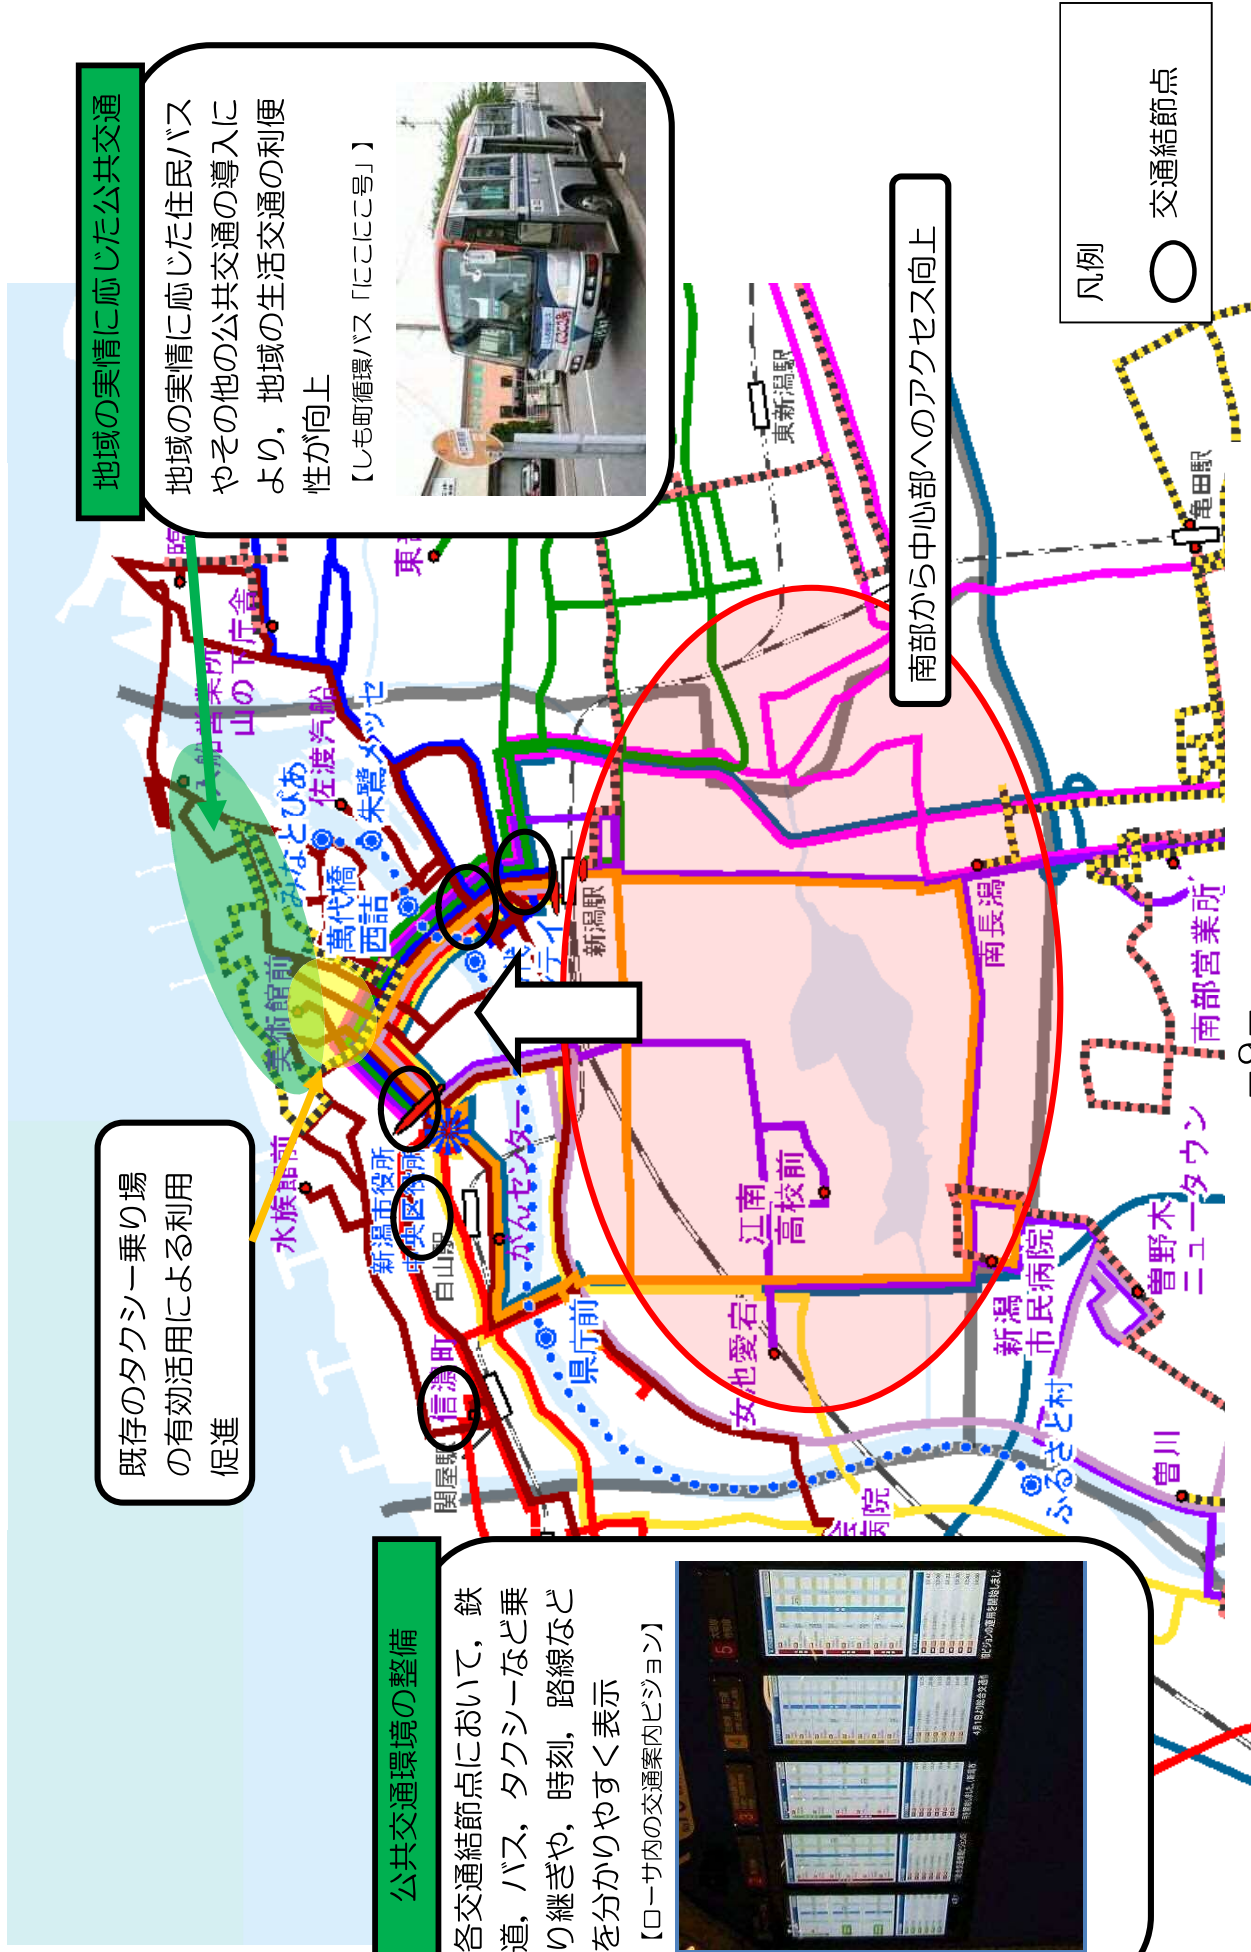 公共交通環境の整備
各交通結節点において，鉄
道，バス，タクシーなど乗
り継ぎや，時刻，路線など
を分かりやすく表示
【ローサ内の交通案内ビジョン】
既存のタクシー乗り場
の有効活用による利用
促進
地域の実情に応じた公共交通
地域の実情に応じた住民バス
やその他の公共交通の導入に
より，地域の生活交通の利便
性が向上
【しも町循環バス「にこにこ号」】
南部から中心部へのアクセス向上
凡例
交通結節点
水族館前
美術館前
山の下庁舎
佐渡汽船
朱鷺メッセ
みなとぴあ
萬代橋
西詰
新潟市役所
中央区役所
白山駅
信濃町
関屋駅
がんセンター
県庁前
新潟駅
東新潟駅
亀田駅
南長潟
南部営業所
江南
高校前
女池愛宕
新潟
市民病院
曽野木
ニュータウン
ふるさと村
曽川
病院